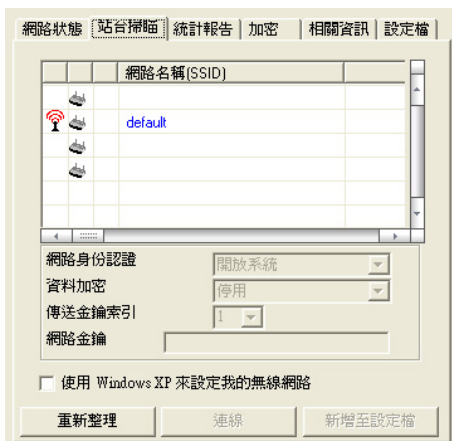 網路狀態 站台掃瞄 統計報告 加密 相關資訊 設定檔
網路名稱(SSID)
default
網路身份認證 開放系統
資料加密 停用
傳送金鑰索引 1
網路金鑰
使用 Windows XP 來設定我的無線網路
重新整理 連線 新增至設定檔